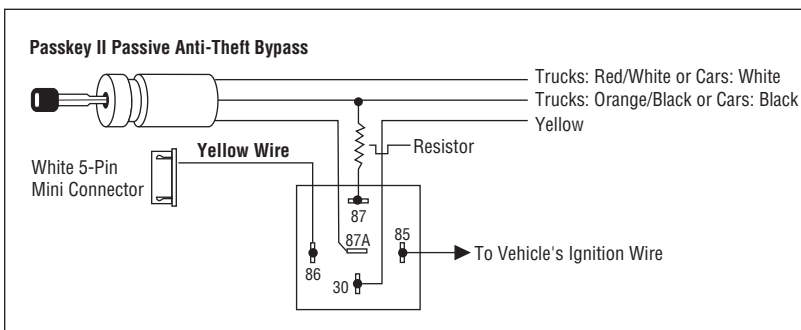 Passkey II Passive Anti-Theft Bypass
Trucks: Red/White or Cars: White
Trucks: Orange/Black or Cars: Black
Yellow
Yellow Wire
Resistor
White 5-Pin
Mini Connector
87
87A
85
86
30
To Vehicle's Ignition Wire